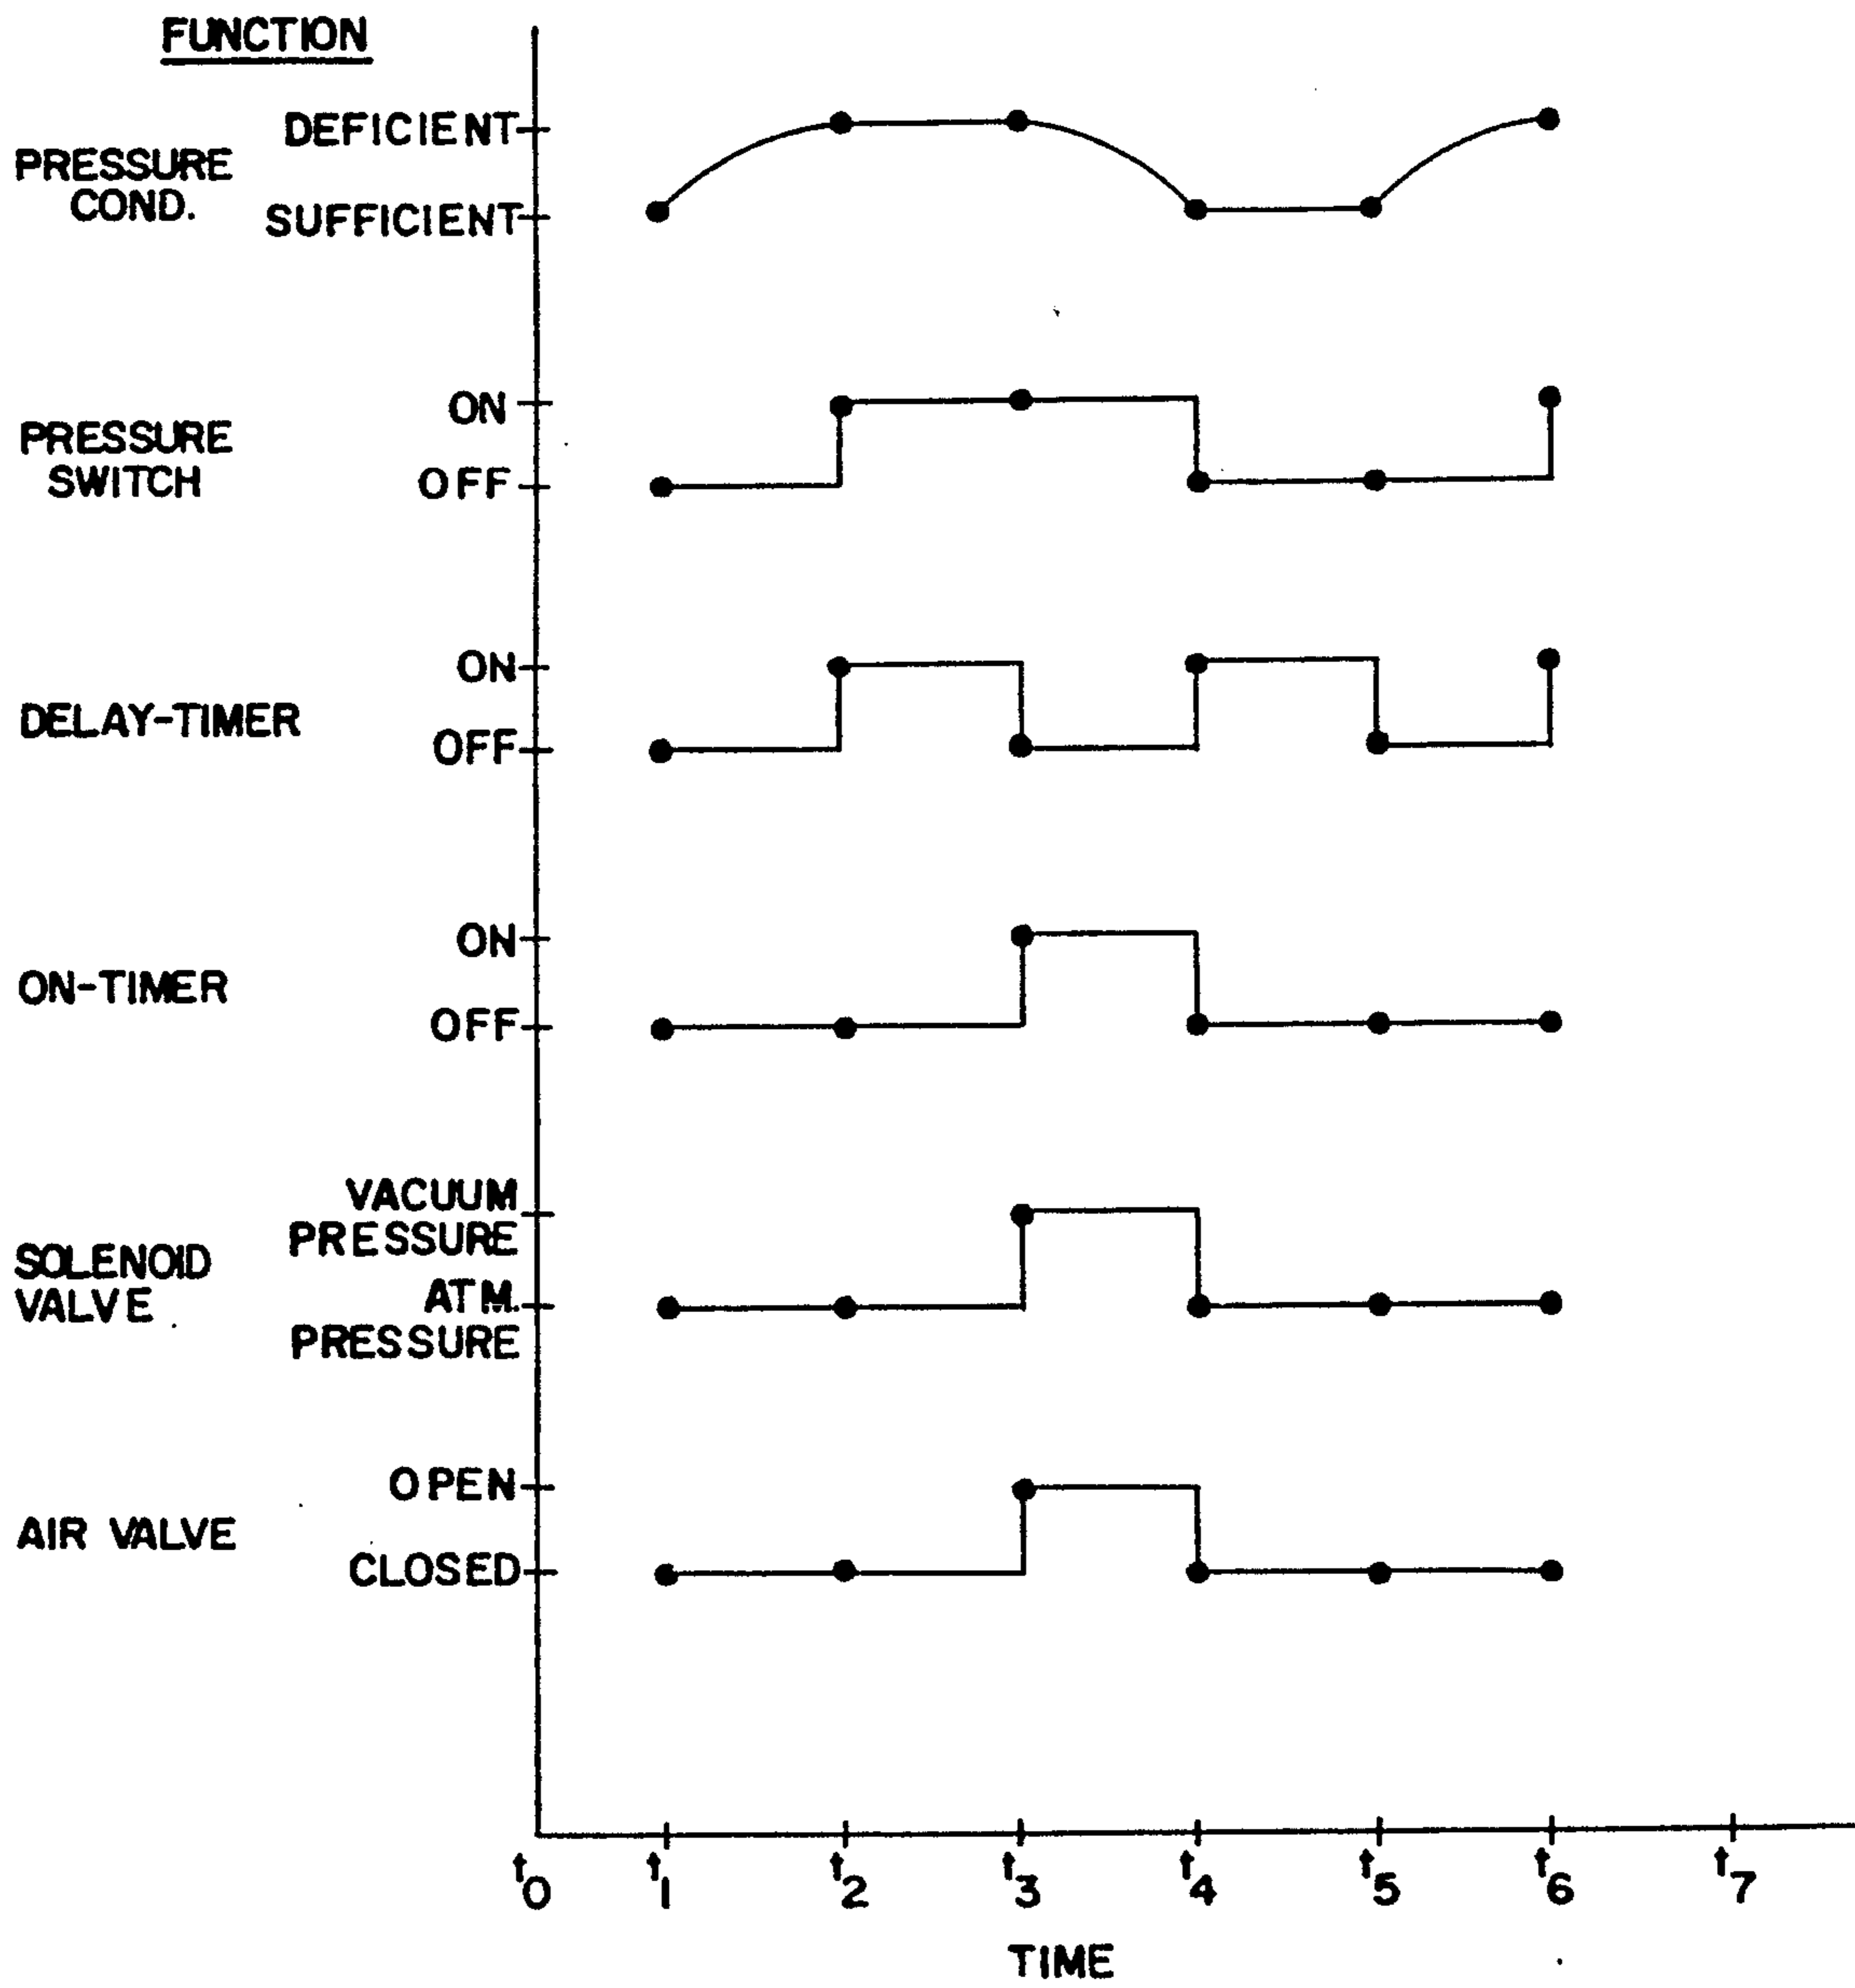 FUNCTION
DEFICIENT
PRESSURE
COND.
SUFFICIENT
ON
PRESSURE
SWITCH
OFF
ON
DELAY-TIMER
OFF
ON
ON-TIMER
OFF
VACUUM
PRESSURE
SOLENOID
VALVE
ATM.
PRESSURE
OPEN
AIR VALVE
CLOSED
t0 t1 t2 t3 t4 t5 t6 t7
TIME